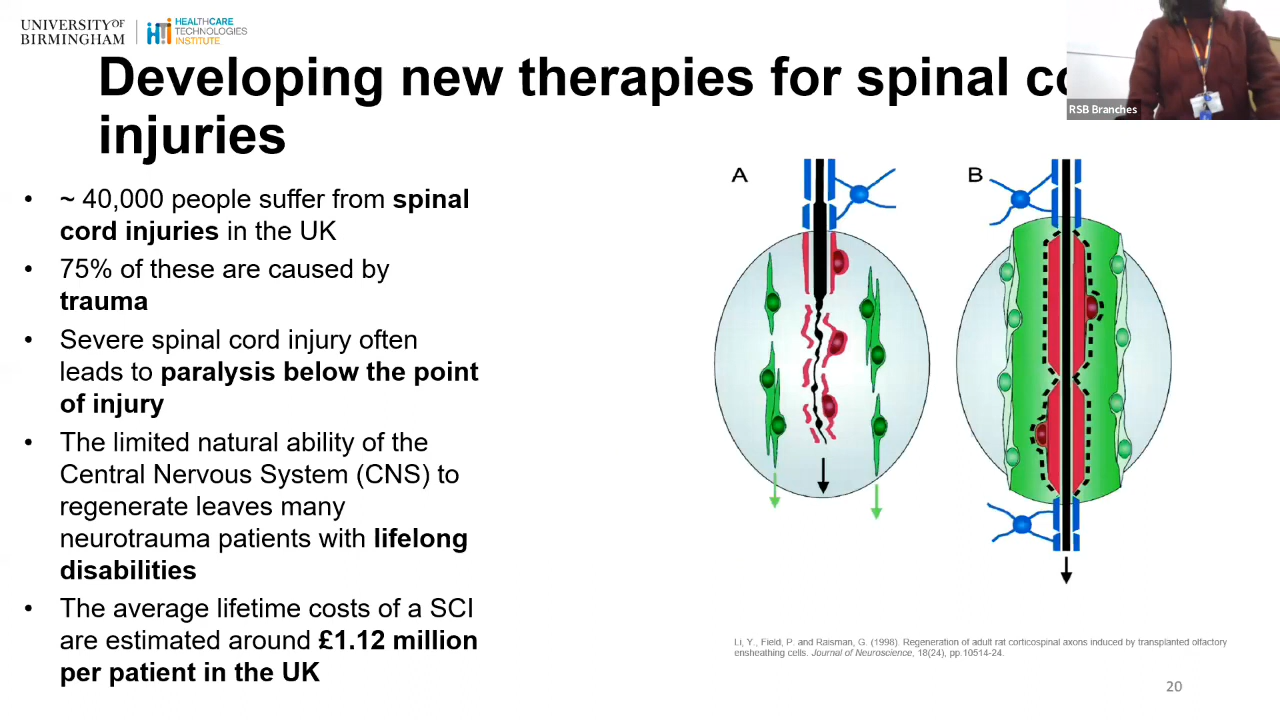 UNIVERSITY OF
BIRMINGHAM
HEALTHCARE
TECHNOLOGIES
INSTITUTE
Developing new therapies for spinal co
injuries
RSB Branches
• ~ 40,000 people suffer from spinal
cord injuries in the UK
• 75% of these are caused by
trauma
• Severe spinal cord injury often
leads to paralysis below the point
of injury
• The limited natural ability of the
Central Nervous System (CNS) to
regenerate leaves many
neurotrauma patients with lifelong
disabilities
• The average lifetime costs of a SCI
are estimated around £1.12 million
per patient in the UK
A
B
Li, Y., Field, P. and Raisman, G. (1998). Regeneration of adult rat corticospinal axons induced by transplanted olfactory
ensheathing cells. Journal of Neuroscience, 18(24), pp.10514-24.
20